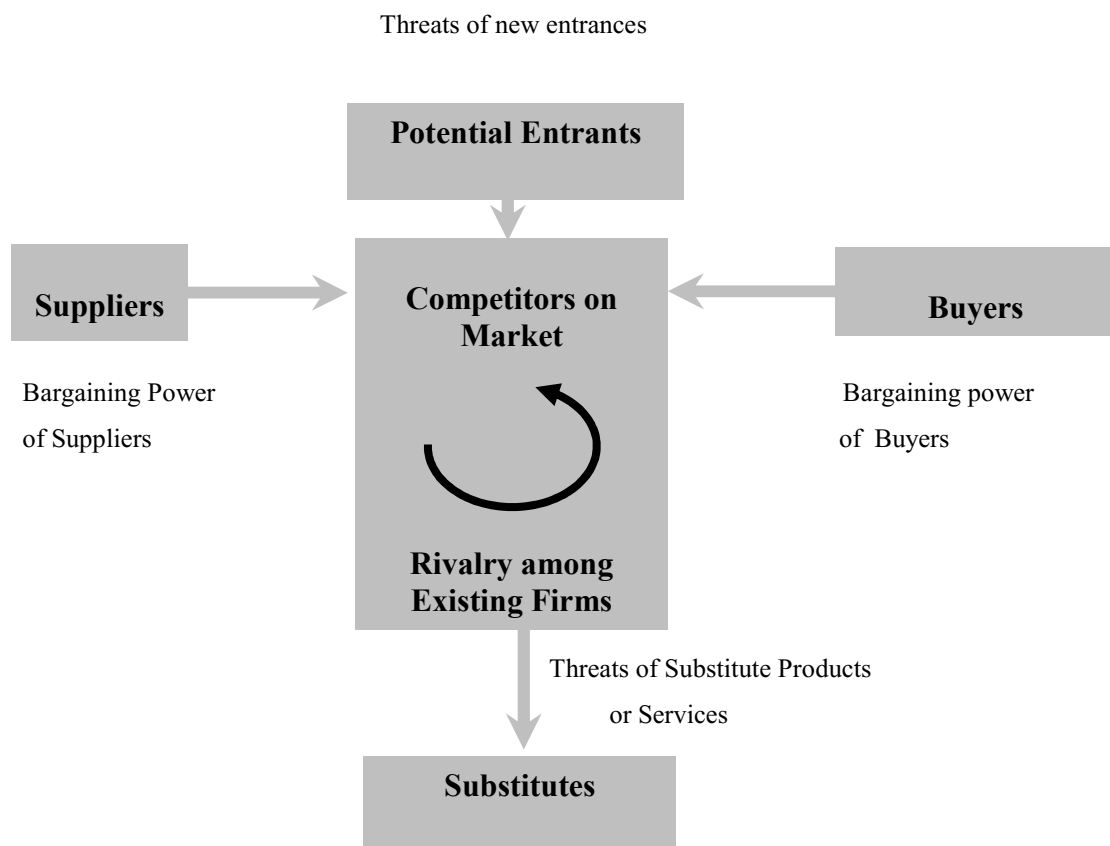 Threats of new entrances
Potential Entrants
Suppliers
Competitors on
Market
Buyers
Bargaining Power
of Suppliers
Bargaining power
of Buyers
Rivalry among
Existing Firms
Threats of Substitute Products
or Services
Substitutes